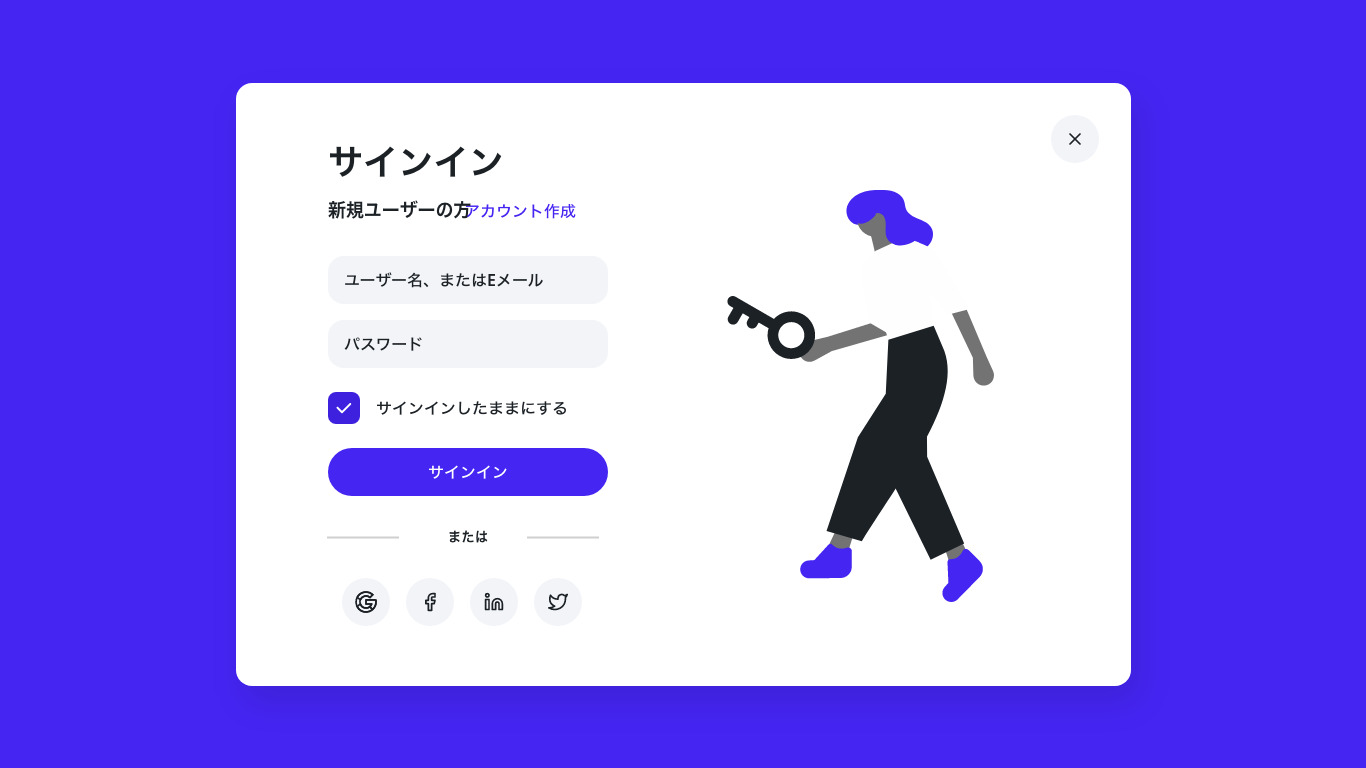 サインイン
新規ユーザーの方アカウント作成
ユーザー名、またはEメール
パスワード
サインインしたままにする
サインイン
または